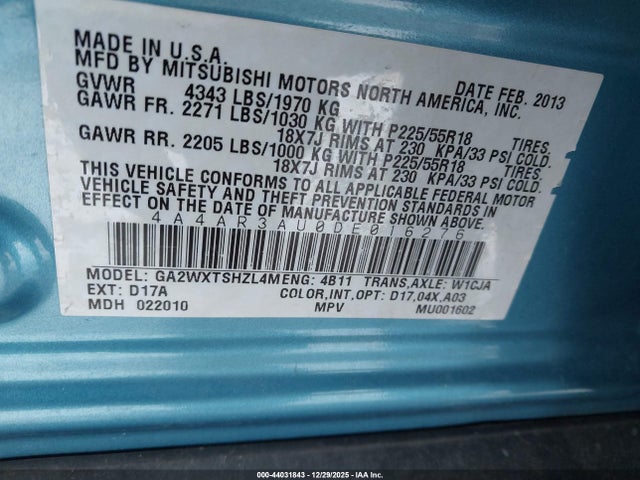 MADE IN U.S.A.
MFD BY MITSUBISHI MOTORS NORTH AMERICA, INC.
DATE FEB. 2013
GVWR 4343 LBS/1970 KG
GAWR FR. 2271 LBS/1030 KG WITH P225/55R18 TIRES.
18X7J RIMS AT 230 KPA/33 PSI COLD.
GAWR RR. 2205 LBS/1000 KG WITH P225/55R18 TIRES.
18X7J RIMS AT 230 KPA/33 PSI COLD.
THIS VEHICLE CONFORMS TO ALL APPLICABLE FEDERAL MOTOR
VEHICLE SAFETY AND THEFT PREVENTION STANDARDS IN
EFFECT ON THE DATE OF MANUFACTURE SHOWN ABOVE.
4A4AR3AU0DE016276
MODEL: GA2WXTSHZL4M ENG: 4B11 TRANS,AXLE: W1CJA
EXT: D17A COLOR,INT,OPT: D17,04X,A03
MDH 022010 MPV MU001602
000-44031843 - 12/29/2025 - IAA Inc.